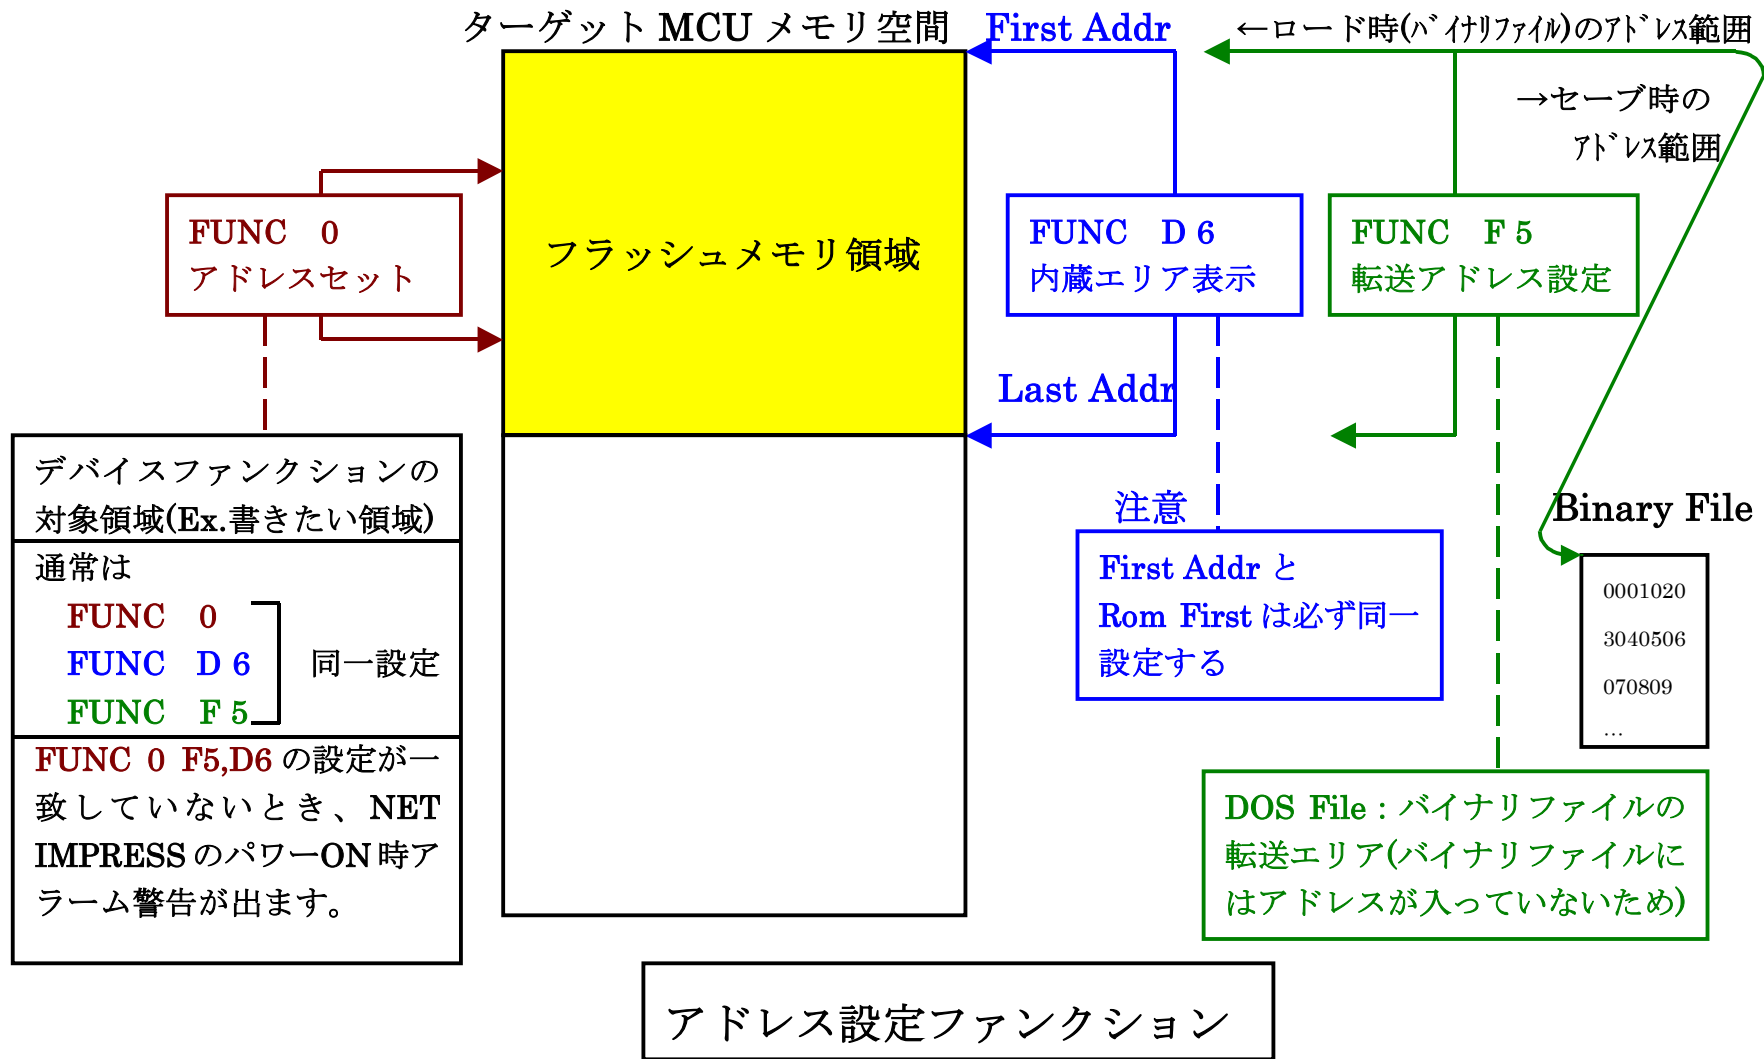 ターゲット MCU メモリ空間
First Addr
←ロード時(ﾊﾞｲﾅﾘﾌｧｲﾙ)のｱﾄﾞﾚｽ範囲
→セーブ時の
ｱﾄﾞﾚｽ範囲
FUNC 0
アドレスセット
フラッシュメモリ領域
FUNC D 6
内蔵エリア表示
FUNC F 5
転送アドレス設定
Last Addr
デバイスファンクションの
対象領域(Ex.書きたい領域)
通常は
FUNC 0
FUNC D 6
FUNC F 5
同一設定
FUNC 0 F5,D6 の設定が一
致していないとき、NET
IMPRESS のパワーON 時ア
ラーム警告が出ます。
注意
First Addr と
Rom First は必ず同一
設定する
Binary File
0001020
3040506
070809
…
DOS File : バイナリファイルの
転送エリア(バイナリファイルに
はアドレスが入っていないため)
アドレス設定ファンクション